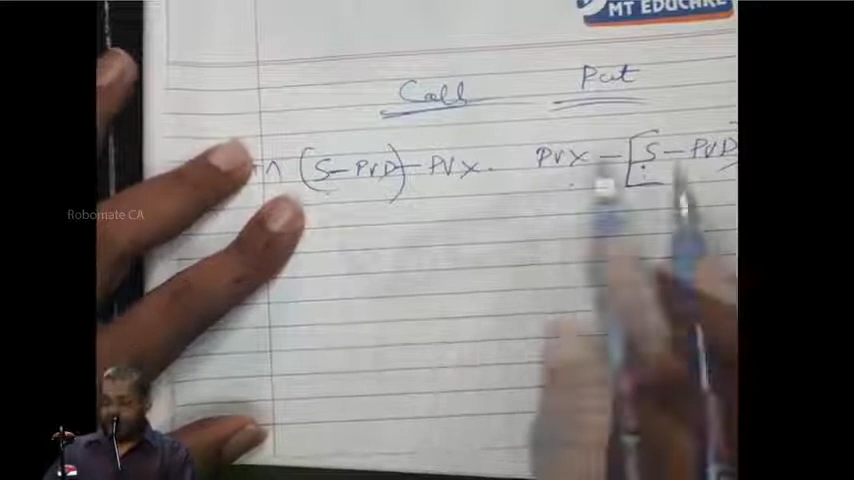 MT EDUCARE
Call Put
(S-PVD)-PVX. PVX-[S-PVD
Robomate CA